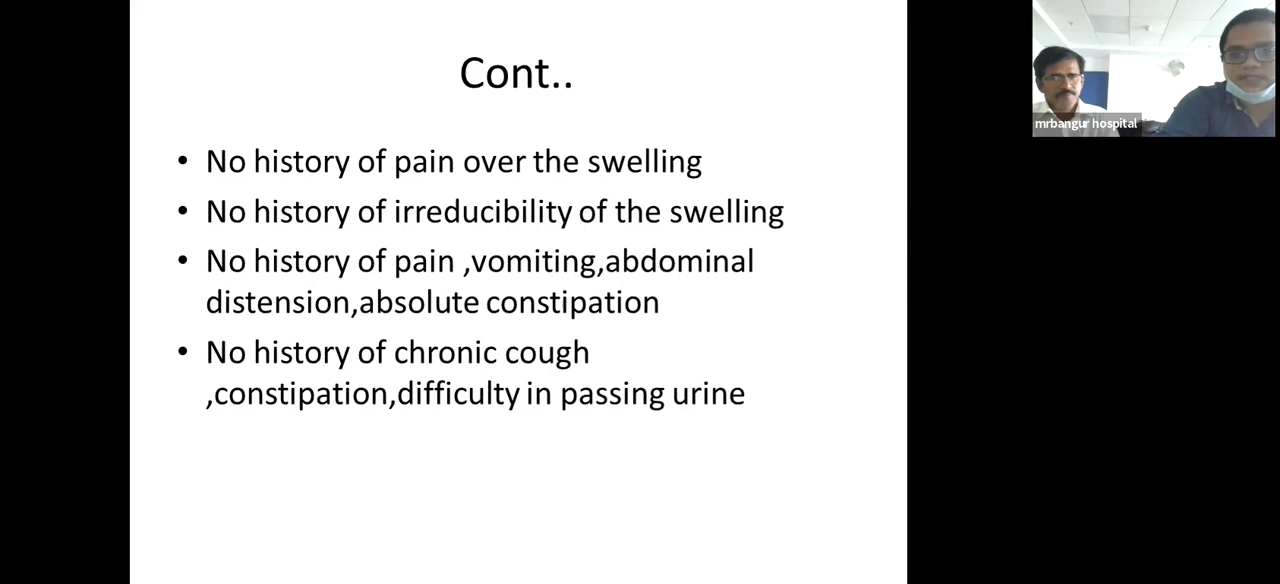 Cont..
• No history of pain over the swelling
• No history of irreducibility of the swelling
• No history of pain ,vomiting,abdominal
distension,absolute constipation
• No history of chronic cough
,constipation,difficulty in passing urine
mrbangur hospital